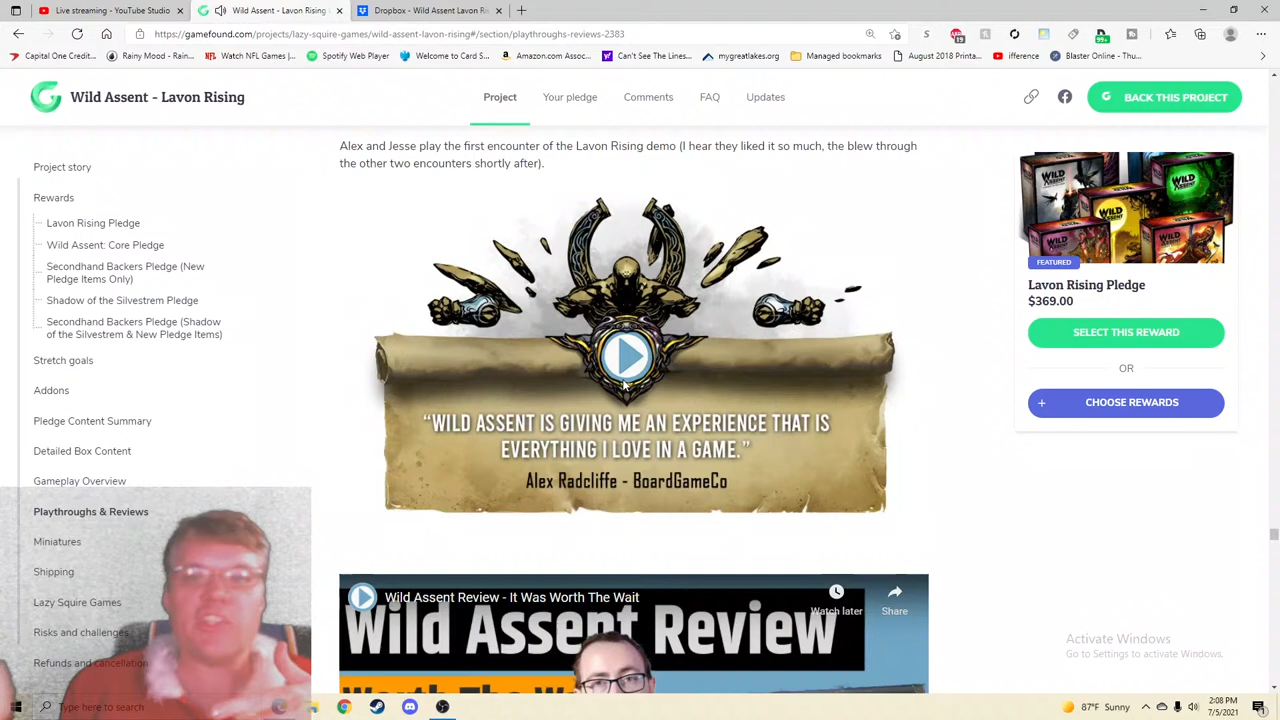 Live streaming - YouTube Studio
Wild Assent - Lavon Rising
Dropbox - Wild Assent Lavon Ri
https://gamefound.com/projects/lazy-squire-games/wild-assent-lavon-rising#/section/playthroughs-reviews-2383
19
99+
Capital One Credit...
Rainy Mood - Rain...
Watch NFL Games |...
Spotify Web Player
Welcome to Card S...
Amazon.com Assoc...
Can't See The Lines...
mygreatlakes.org
Managed bookmarks
August 2018 Printa...
ifference
Blaster Online - Thu...
Wild Assent - Lavon Rising
Project
Your pledge
Comments
FAQ
Updates
BACK THIS PROJECT
Project story
Rewards
Lavon Rising Pledge
Wild Assent: Core Pledge
Secondhand Backers Pledge (New
Pledge Items Only)
Shadow of the Silvestrem Pledge
Secondhand Backers Pledge (Shadow
of the Silvestrem & New Pledge Items)
Stretch goals
Addons
Pledge Content Summary
Detailed Box Content
Gameplay Overview
Playthroughs & Reviews
Miniatures
Shipping
Lazy Squire Games
Risks and challenges
Refunds and cancellation
Alex and Jesse play the first encounter of the Lavon Rising demo (I hear they liked it so much, the blew through
the other two encounters shortly after).
“WILD ASSENT IS GIVING ME AN EXPERIENCE THAT IS
EVERYTHING I LOVE IN A GAME.”
Alex Radcliffe - BoardGameCo
Wild Assent Review - It Was Worth The Wait
Watch later
Share
Wild Assent Review
WILD ASSENT
FEATURED
Lavon Rising Pledge
$369.00
SELECT THIS REWARD
OR
+ CHOOSE REWARDS
Activate Windows
Go to Settings to activate Windows.
Type here to search
87°F Sunny
2:08 PM
7/5/2021